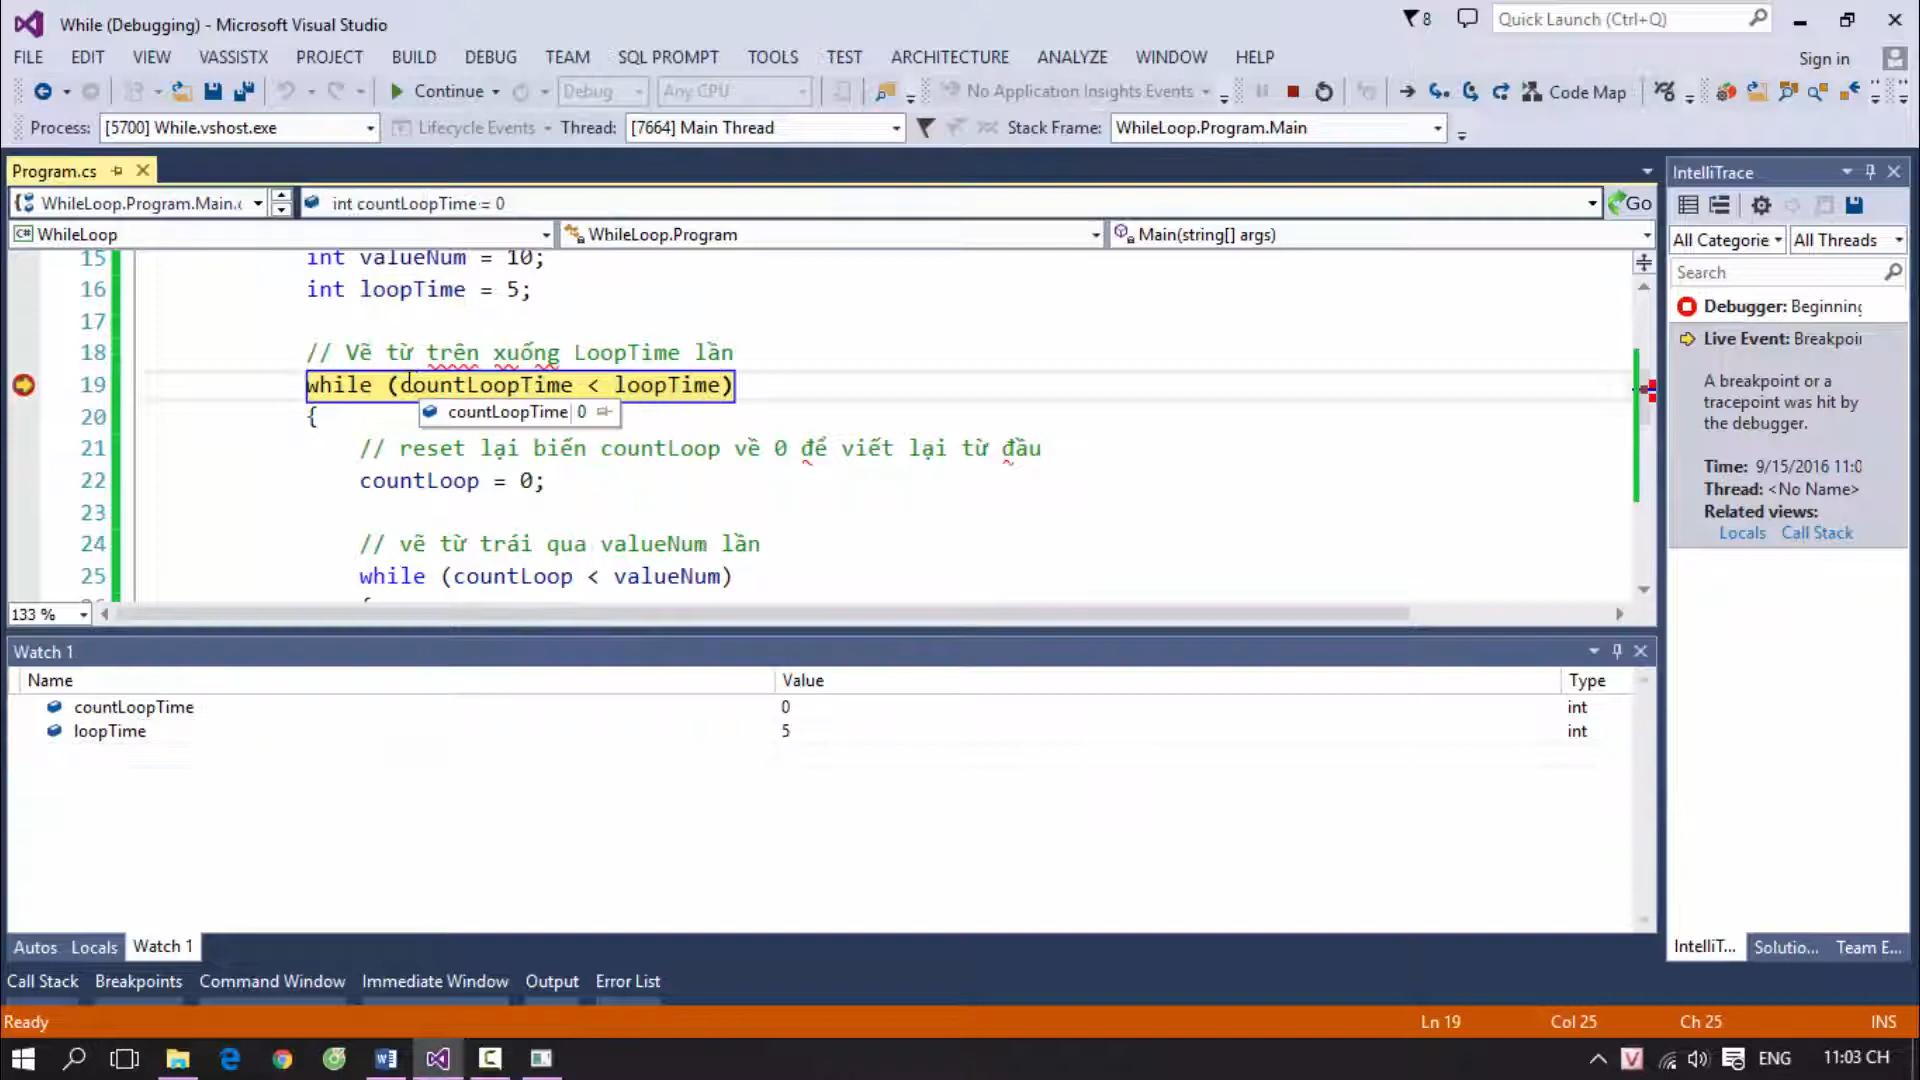 While (Debugging) - Microsoft Visual Studio
8
Quick Launch (Ctrl+Q)
FILE EDIT VIEW VASSISTX PROJECT BUILD DEBUG TEAM SQL PROMPT TOOLS TEST ARCHITECTURE ANALYZE WINDOW HELP
Sign in
Continue Debug Any CPU No Application Insights Events Code Map
Process: [5700] While.vshost.exe Lifecycle Events Thread: [7664] Main Thread Stack Frame: WhileLoop.Program.Main
Program.cs
WhileLoop.Program.Main.c int countLoopTime = 0 Go
WhileLoop WhileLoop.Program Main(string[] args)
15 int valueNum = 10;
16 int loopTime = 5;
17
18 // Vẽ từ trên xuống LoopTime lần
19 while (countLoopTime < loopTime)
countLoopTime 0
20 {
21 // reset lại biến countLoop về 0 để viết lại từ đầu
22 countLoop = 0;
23
24 // vẽ từ trái qua valueNum lần
25 while (countLoop < valueNum)
133 %
IntelliTrace
All Categorie All Threads
Search
Debugger: Beginning
Live Event: Breakpoi
A breakpoint or a
tracepoint was hit by
the debugger.
Time: 9/15/2016 11:0
Thread: <No Name>
Related views:
Locals Call Stack
Watch 1
Name Value Type
countLoopTime 0 int
loopTime 5 int
Autos Locals Watch 1
IntelliT... Solutio... Team E...
Call Stack Breakpoints Command Window Immediate Window Output Error List
Ready Ln 19 Col 25 Ch 25 INS
ENG 11:03 CH